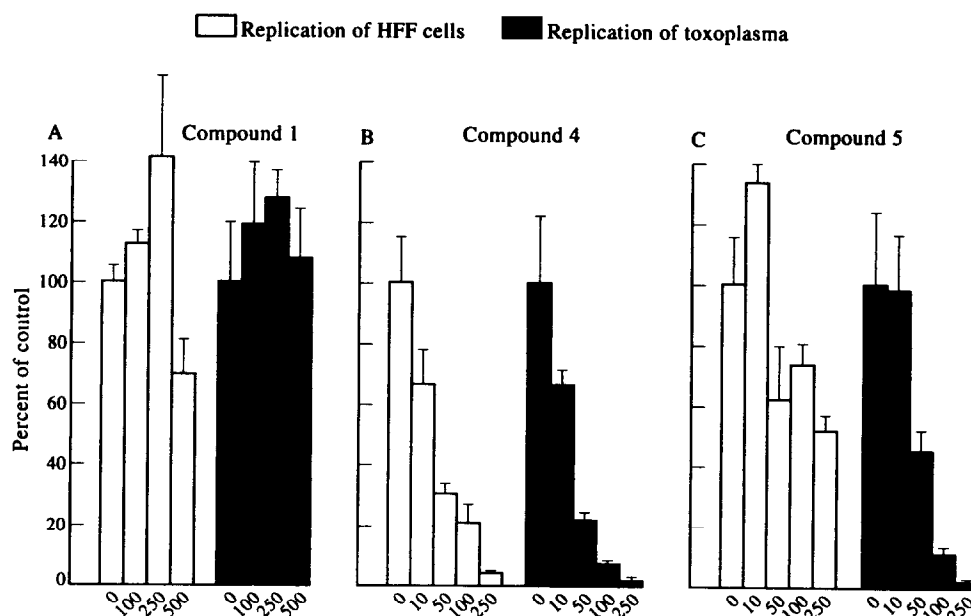 Replication of HFF cells
Replication of toxoplasma
A
Compound 1
B
Compound 4
C
Compound 5
Percent of control
140
120
100
80
60
40
20
0
0 100 250 500
0 100 250 500
0 10 50 100 250
0 10 50 100 250
0 10 50 100 250
0 10 50 100 250